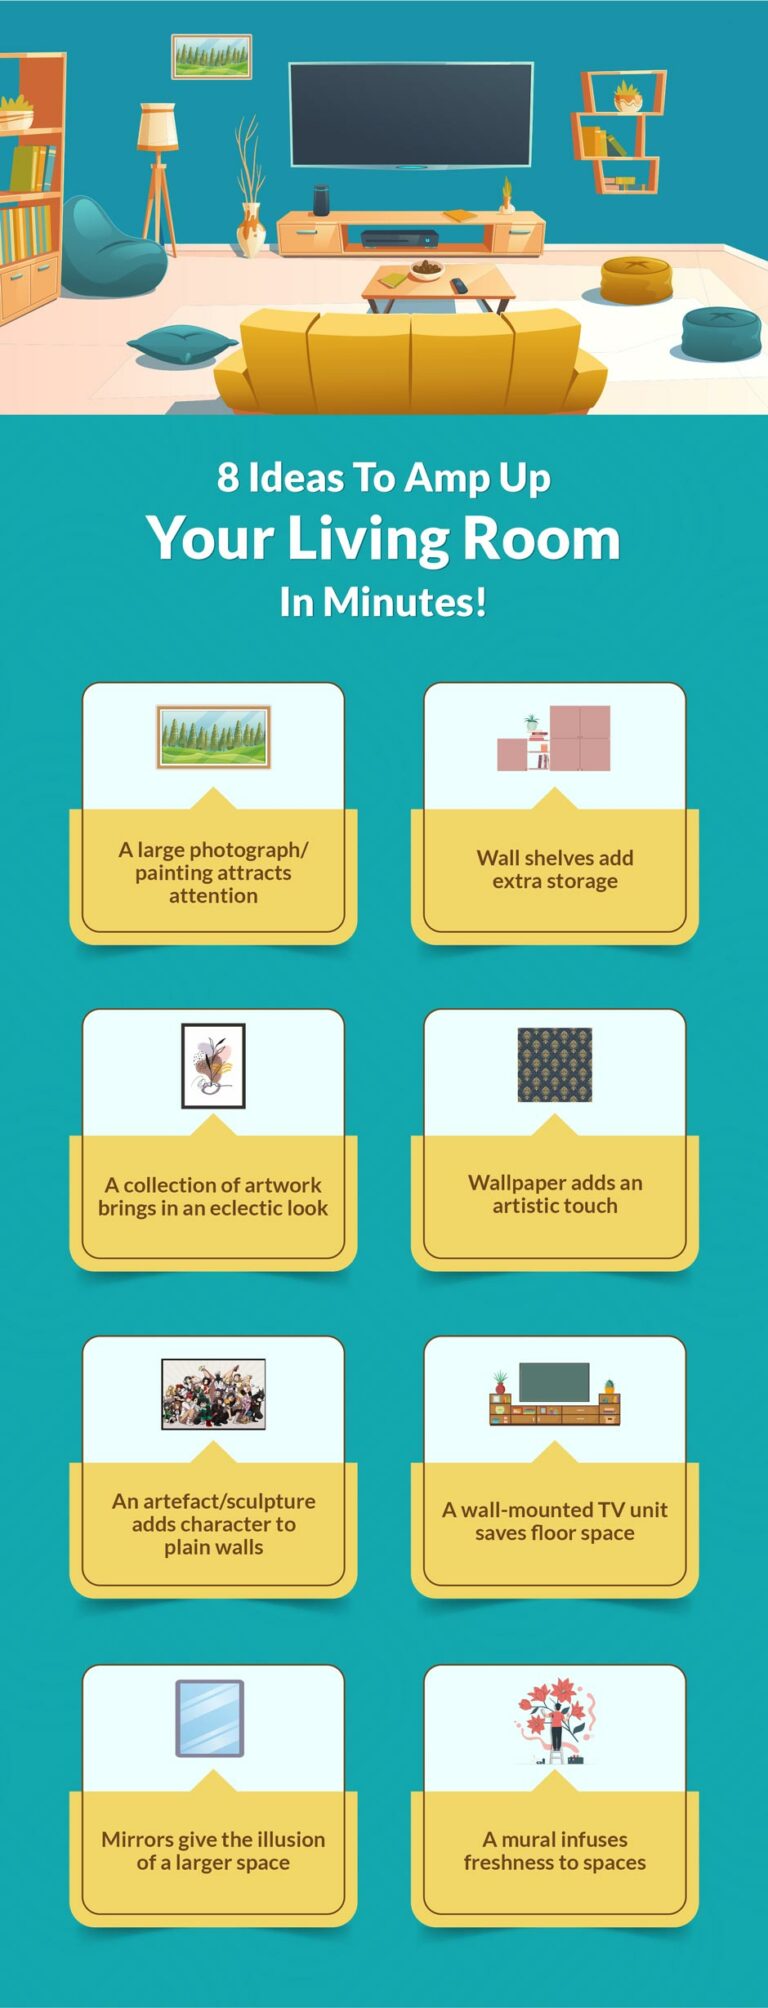 8 Ideas To Amp Up
Your Living Room
In Minutes!
A large photograph/
painting attracts
attention
Wall shelves add
extra storage
A collection of artwork
brings in an eclectic look
Wallpaper adds an
artistic touch
An artefact/sculpture
adds character to
plain walls
A wall-mounted TV unit
saves floor space
Mirrors give the illusion
of a larger space
A mural infuses
freshness to spaces